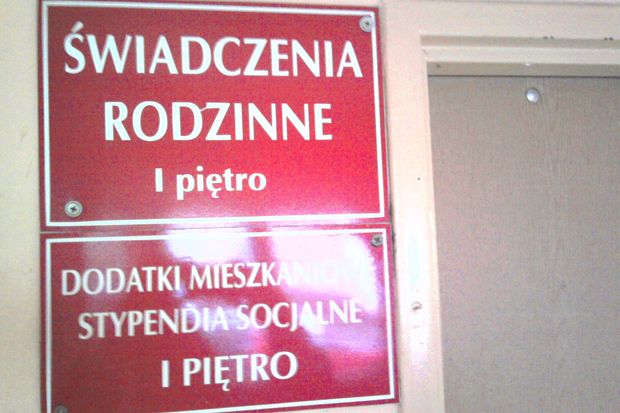 ŚWIADCZENIA
RODZINNE
I piętro
DODATKI MIESZKANIOWE
STYPENDIA SOCJALNE
I PIĘTRO